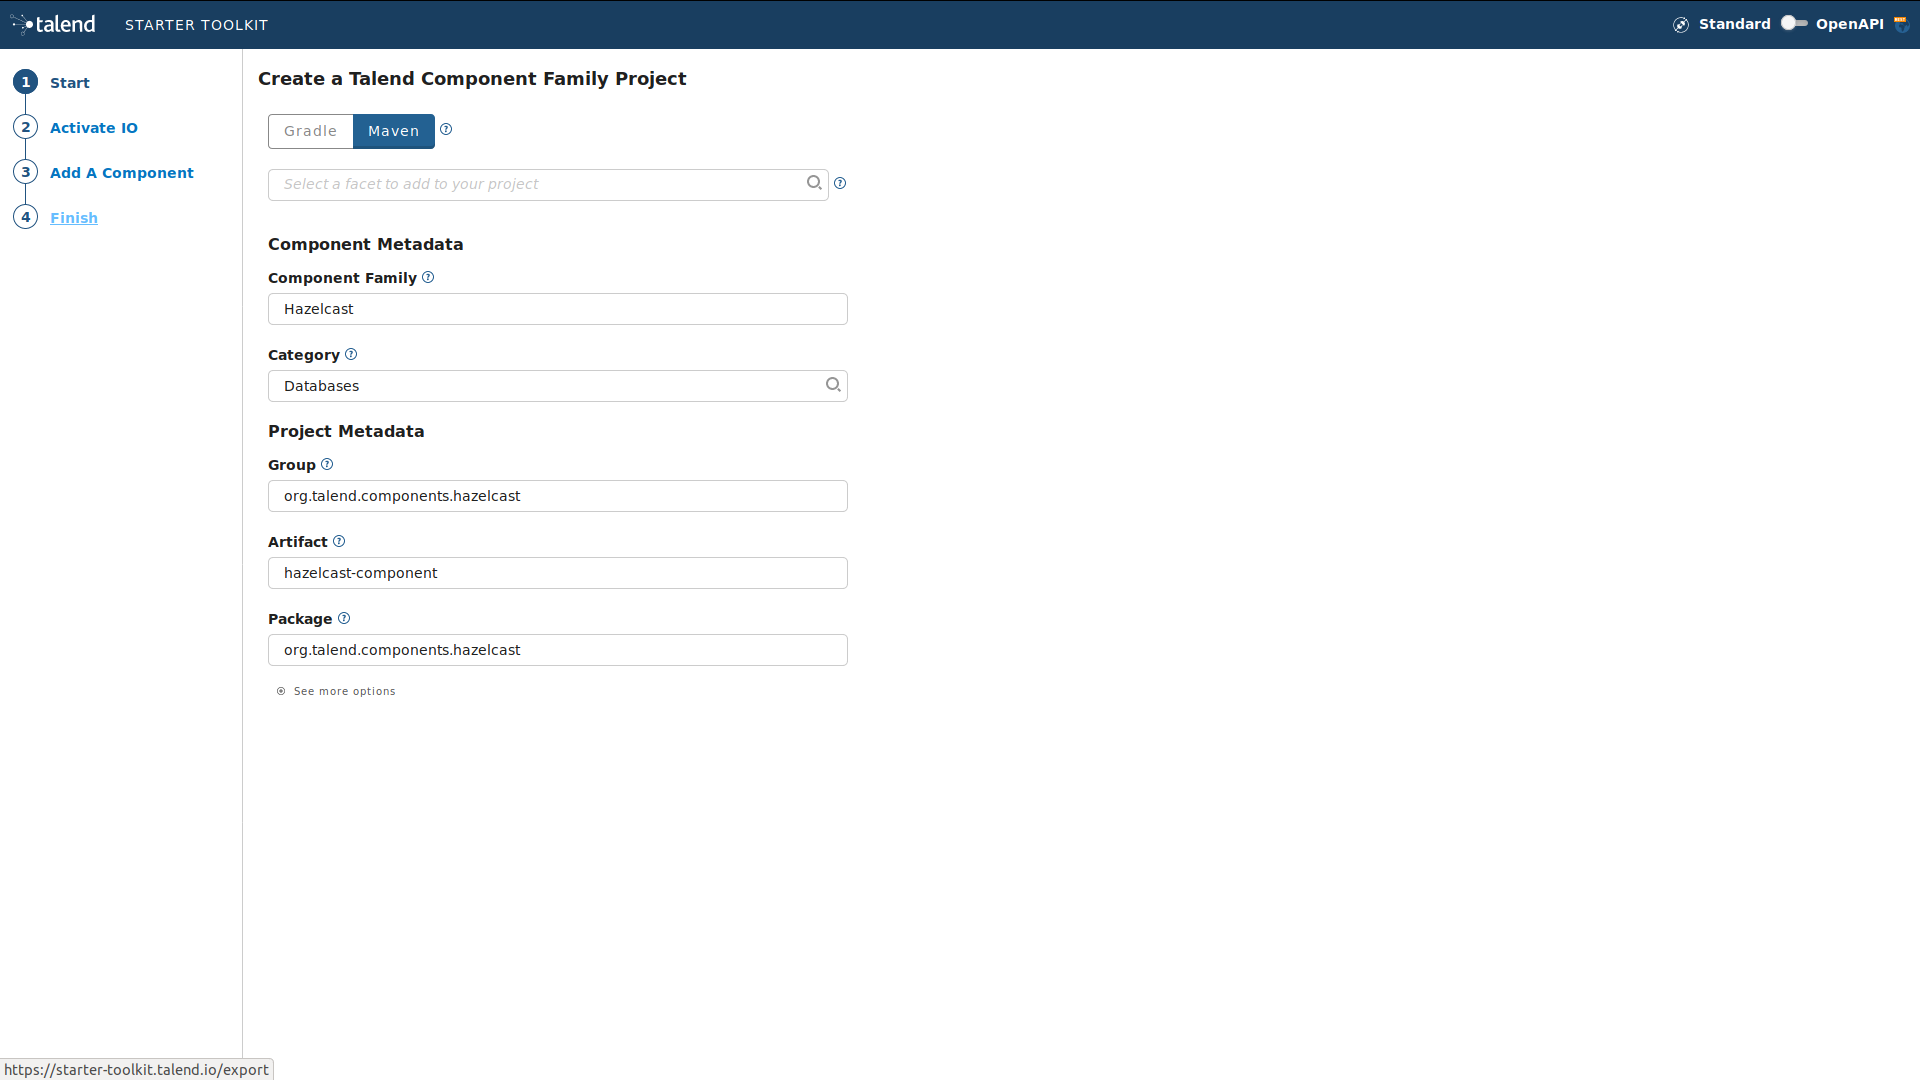 talend STARTER TOOLKIT Standard OpenAPI
1 Start
2 Activate IO
3 Add A Component
4 Finish
Create a Talend Component Family Project
Gradle Maven ?
Select a facet to add to your project ?
Component Metadata
Component Family ?
Hazelcast
Category ?
Databases
Project Metadata
Group ?
org.talend.components.hazelcast
Artifact ?
hazelcast-component
Package ?
org.talend.components.hazelcast
See more options
https://starter-toolkit.talend.io/export